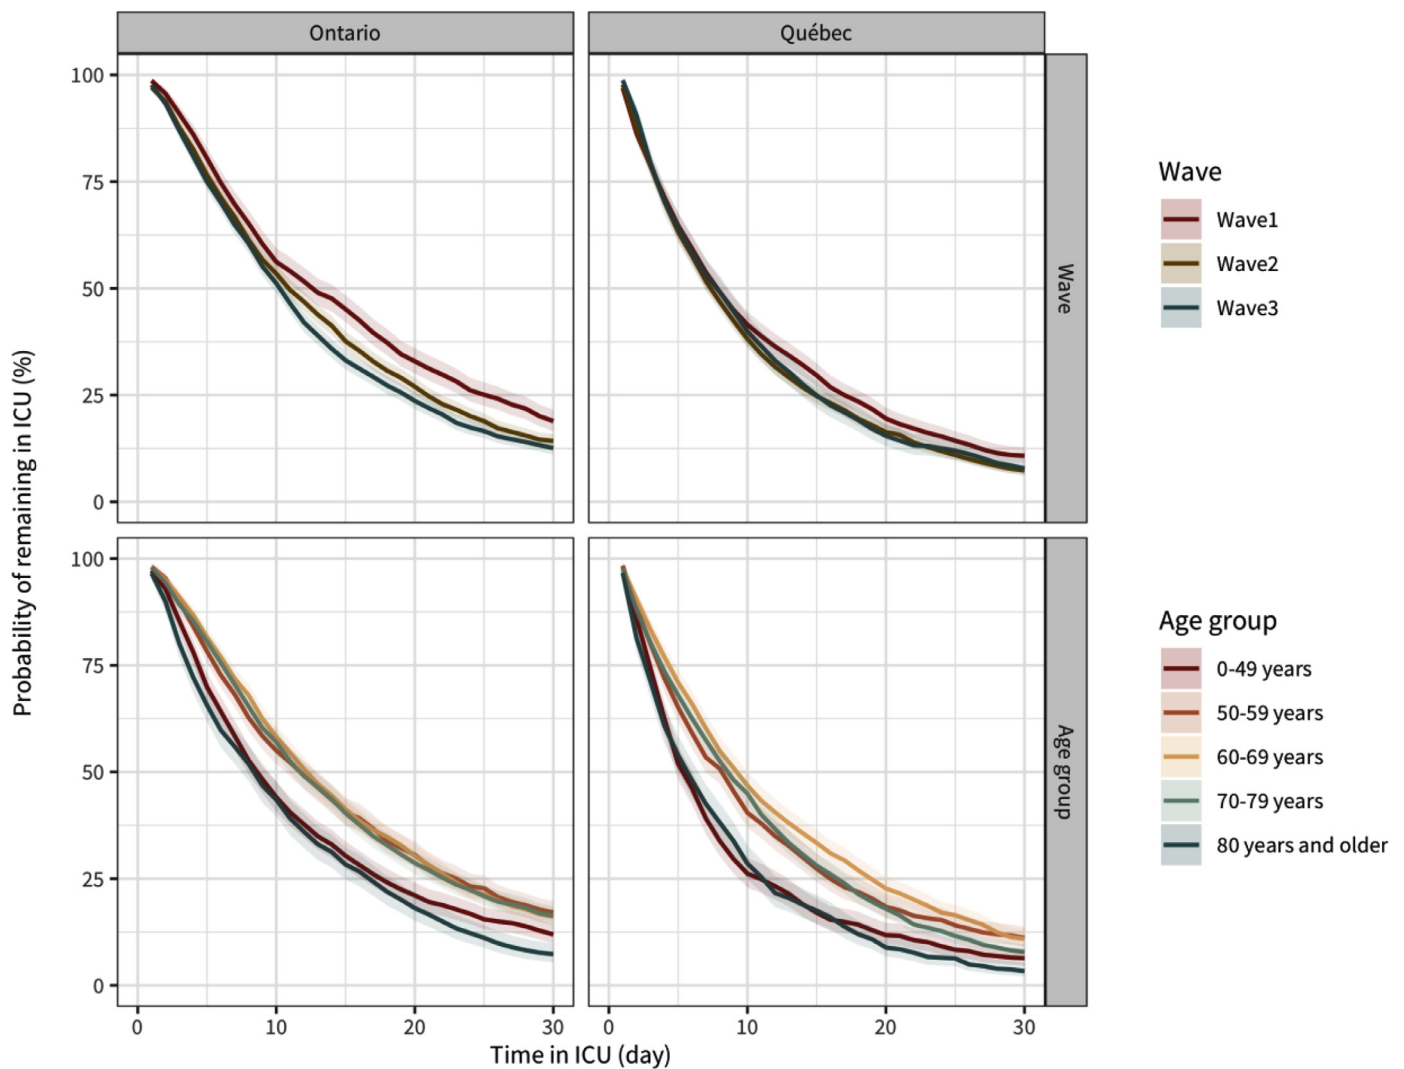 Ontario
Québec
Probability of remaining in ICU (%)
100
75
50
25
0
Wave
100
75
50
25
0
Age group
0
10
20
30
0
10
20
30
Time in ICU (day)
Wave
Wave1
Wave2
Wave3
Age group
0-49 years
50-59 years
60-69 years
70-79 years
80 years and older